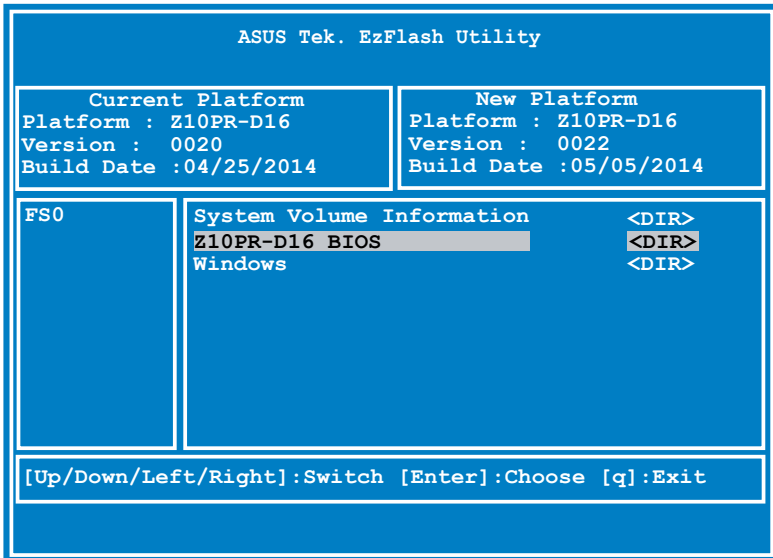 ASUS Tek. EzFlash Utility
Current Platform
Platform : Z10PR-D16
Version : 0020
Build Date :04/25/2014
New Platform
Platform : Z10PR-D16
Version : 0022
Build Date :05/05/2014
FS0
System Volume Information <DIR>
Z10PR-D16 BIOS <DIR>
Windows <DIR>
[Up/Down/Left/Right]:Switch [Enter]:Choose [q]:Exit